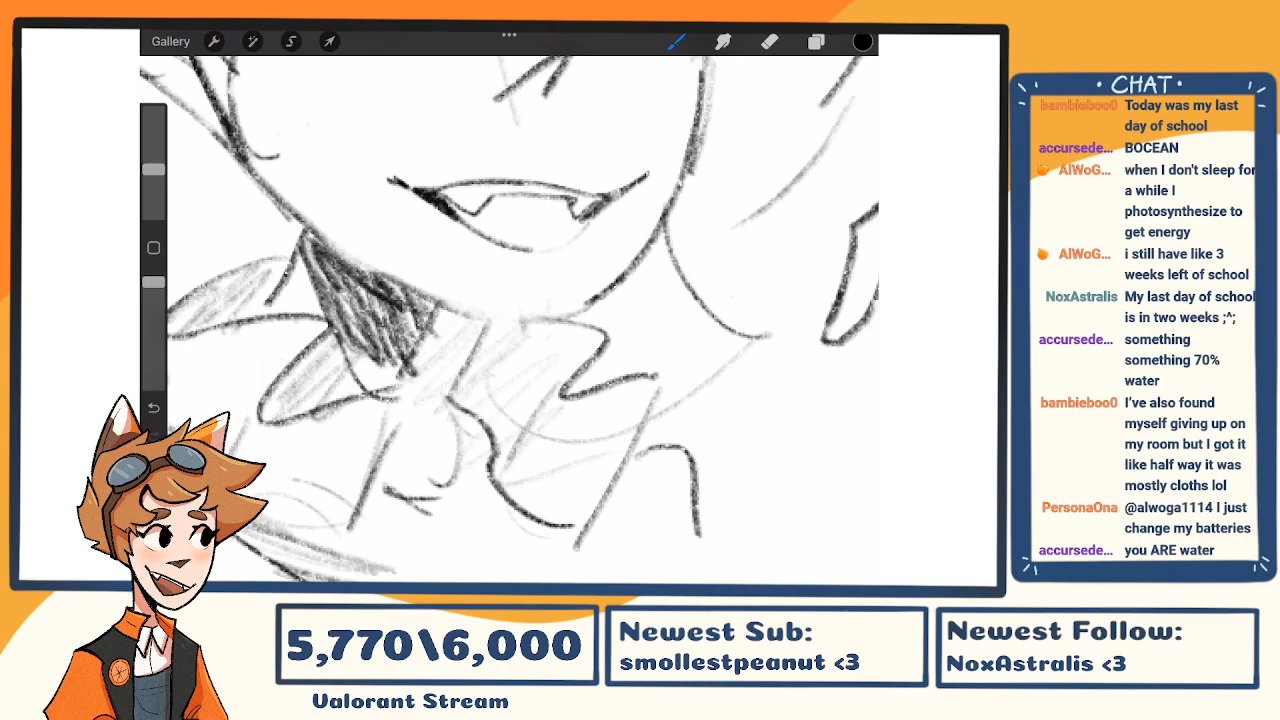 Gallery
• CHAT •
bambieboo0 Today was my last
day of school
accursede... BOCEAN
AlWoG... when I don't sleep for
a while I
photosynthesize to
get energy
AlWoG... i still have like 3
weeks left of school
NoxAstralis My last day of school
is in two weeks ;^;
accursede... something
something 70%
water
bambieboo0 I've also found
myself giving up on
my room but I got it
like half way it was
mostly cloths lol
PersonaOna @alwoga1114 I just
change my batteries
accursede... you ARE water
5,770\6,000
Valorant Stream
Newest Sub:
smollestpeanut <3
Newest Follow:
NoxAstralis <3